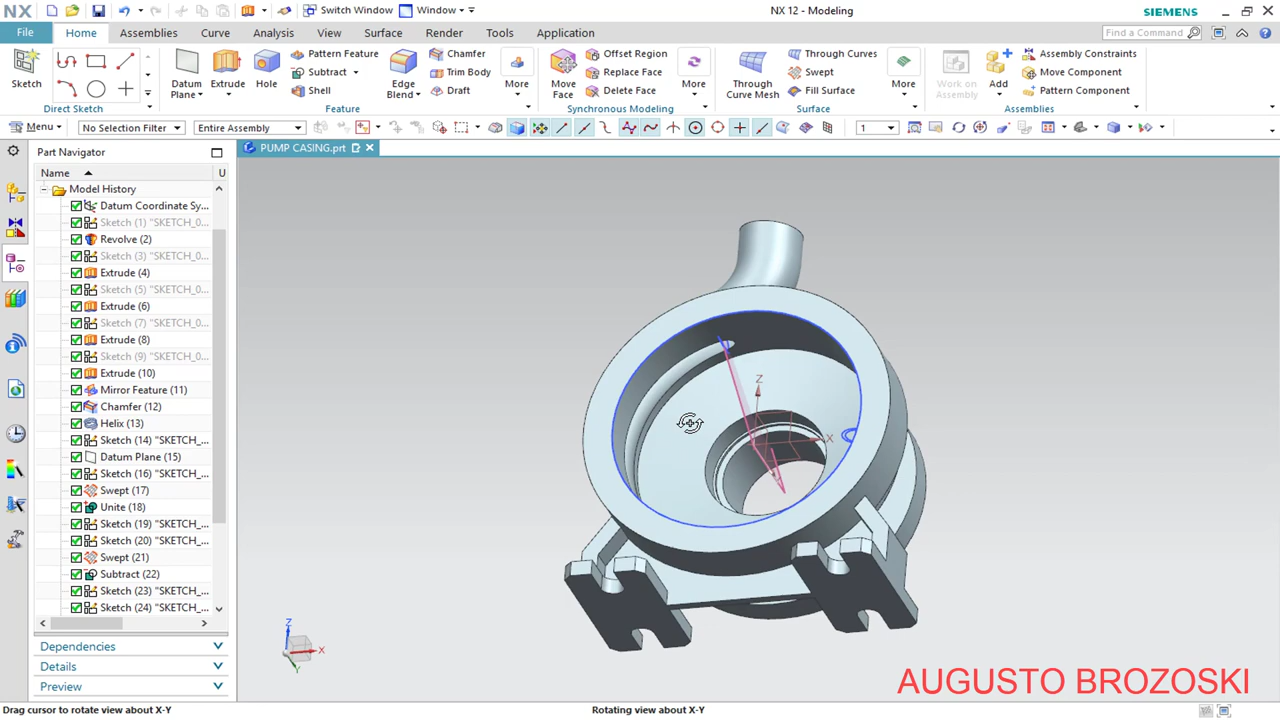 NX
Switch Window
Window
NX 12 - Modeling
SIEMENS
File
Home
Assemblies
Curve
Analysis
View
Surface
Render
Tools
Application
Find a Command
Sketch
Direct Sketch
Datum Plane
Extrude
Hole
Pattern Feature
Subtract
Shell
Edge Blend
Chamfer
Trim Body
Draft
More
Feature
Move Face
Offset Region
Replace Face
Delete Face
More
Synchronous Modeling
Through Curve Mesh
Through Curves
Swept
Fill Surface
More
Surface
Work on Assembly
Add
Assembly Constraints
Move Component
Pattern Component
Assemblies
Menu
No Selection Filter
Entire Assembly
1
Part Navigator
PUMP CASING.prt
Name
U
Model History
Datum Coordinate Sy...
Sketch (1) "SKETCH_0...
Revolve (2)
Sketch (3) "SKETCH_0...
Extrude (4)
Sketch (5) "SKETCH_0...
Extrude (6)
Sketch (7) "SKETCH_0...
Extrude (8)
Sketch (9) "SKETCH_0...
Extrude (10)
Mirror Feature (11)
Chamfer (12)
Helix (13)
Sketch (14) "SKETCH_...
Datum Plane (15)
Sketch (16) "SKETCH_...
Swept (17)
Unite (18)
Sketch (19) "SKETCH_...
Sketch (20) "SKETCH_...
Swept (21)
Subtract (22)
Sketch (23) "SKETCH_...
Sketch (24) "SKETCH_...
Dependencies
Details
Preview
Z
X
Z
X
Y
AUGUSTO BROZOSKI
Drag cursor to rotate view about X-Y
Rotating view about X-Y